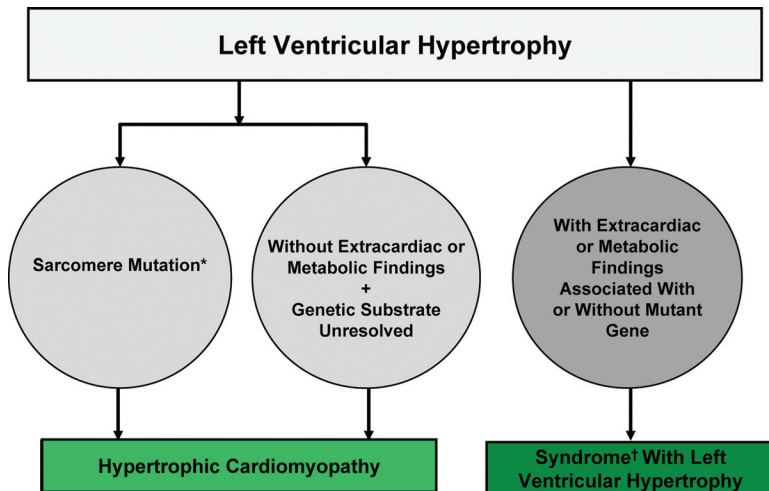 Left Ventricular Hypertrophy
Sarcomere Mutation*
Without Extracardiac or
Metabolic Findings
+
Genetic Substrate
Unresolved
With Extracardiac
or Metabolic
Findings
Associated With
or Without Mutant
Gene
Hypertrophic Cardiomyopathy
Syndrome† With Left
Ventricular Hypertrophy